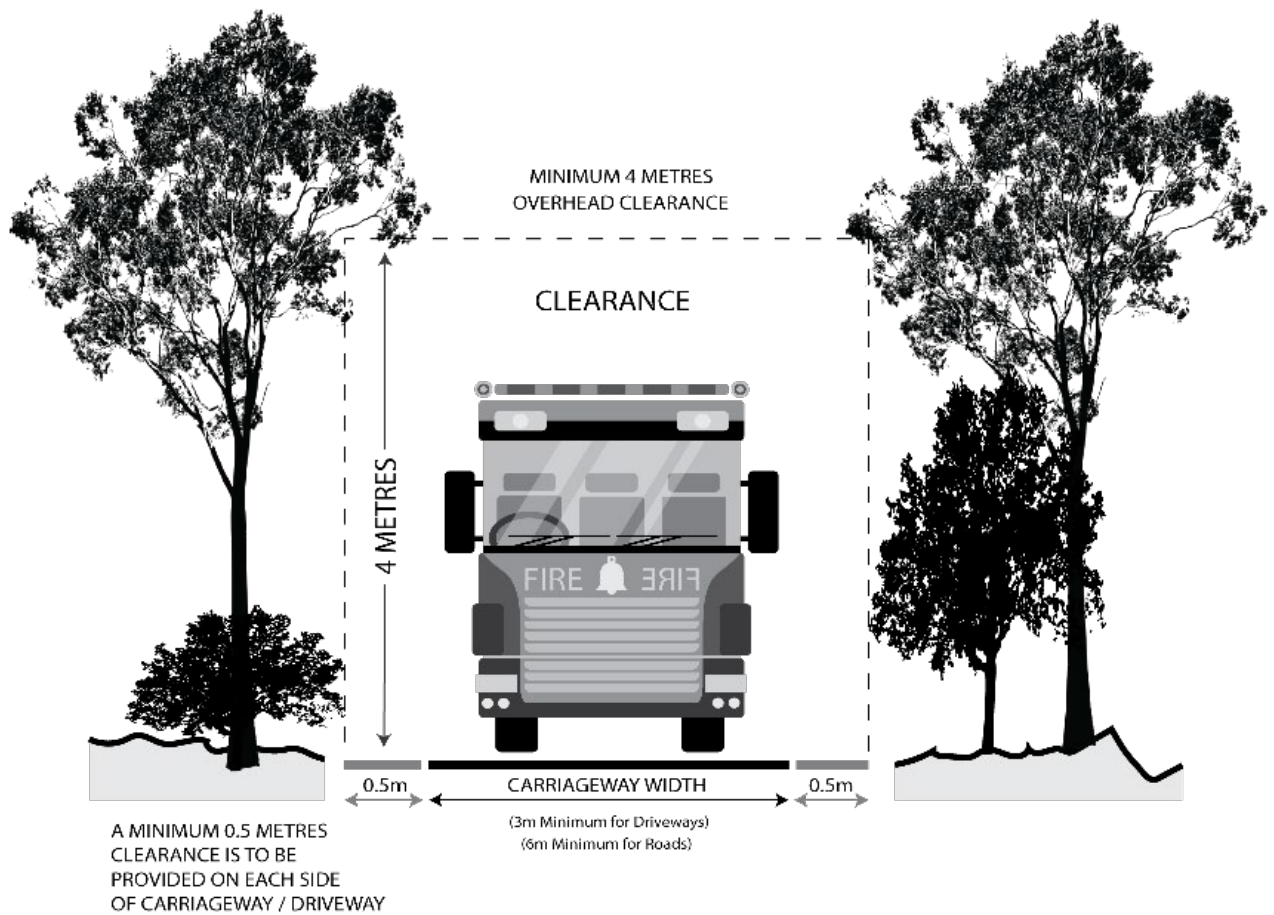 MINIMUM 4 METRES
OVERHEAD CLEARANCE
CLEARANCE
4 METRES
FIRE FIRE
0.5m
CARRIAGEWAY WIDTH
0.5m
(3m Minimum for Driveways)
(6m Minimum for Roads)
A MINIMUM 0.5 METRES
CLEARANCE IS TO BE
PROVIDED ON EACH SIDE
OF CARRIAGEWAY / DRIVEWAY